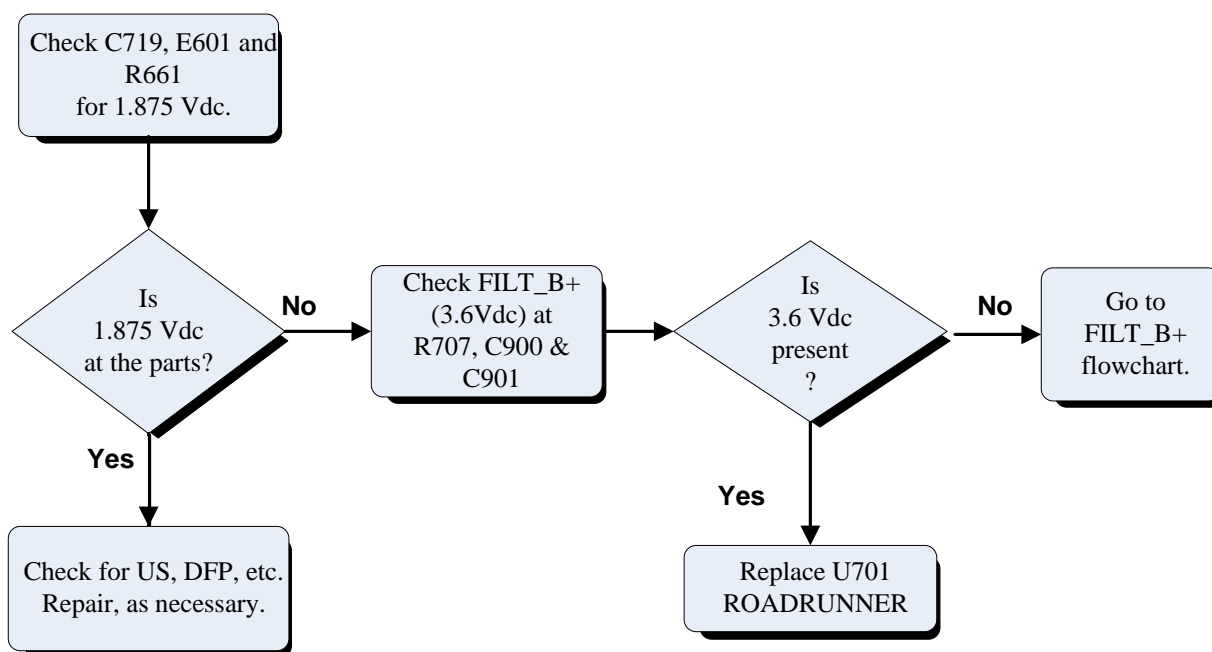 Check C719, E601 and
R661
for 1.875 Vdc.
Is
1.875 Vdc
at the parts?
No
Check FILT_B+
(3.6Vdc) at
R707, C900 &
C901
Is
3.6 Vdc
present
?
No
Go to
FILT_B+
flowchart.
Yes
Check for US, DFP, etc.
Repair, as necessary.
Yes
Replace U701
ROADRUNNER